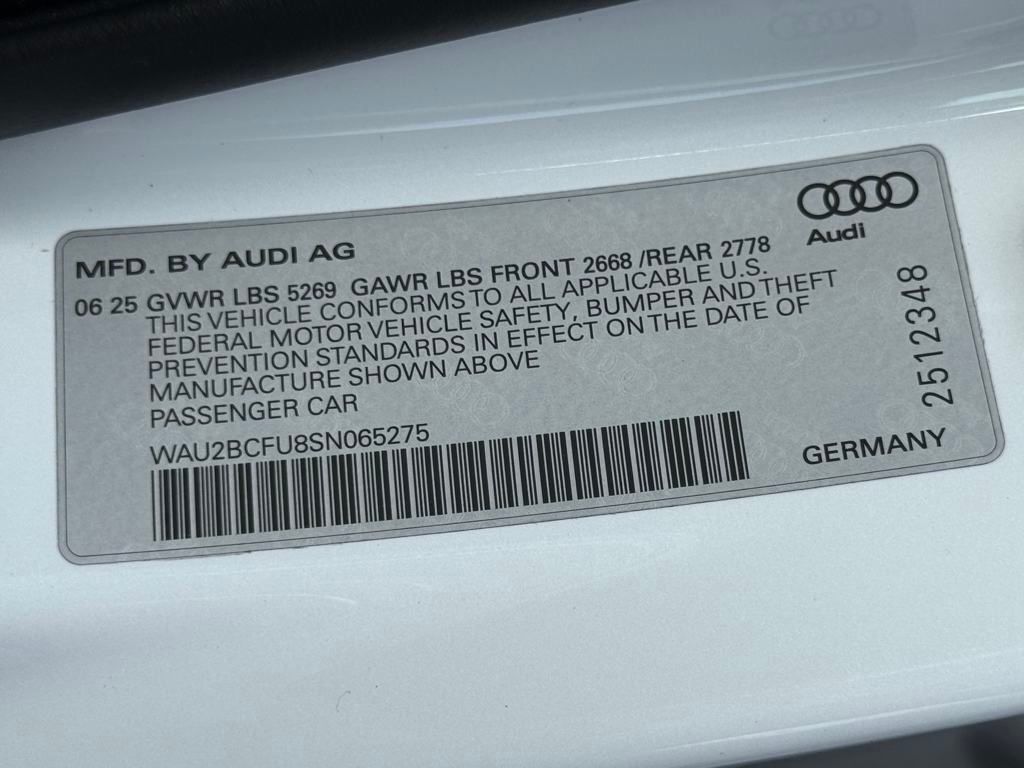 Audi
MFD. BY AUDI AG
06 25 GVWR LBS 5269 GAWR LBS FRONT 2668 /REAR 2778
THIS VEHICLE CONFORMS TO ALL APPLICABLE U.S.
FEDERAL MOTOR VEHICLE SAFETY, BUMPER AND THEFT
PREVENTION STANDARDS IN EFFECT ON THE DATE OF
MANUFACTURE SHOWN ABOVE
PASSENGER CAR
WAU2BCFU8SN065275
2512348
GERMANY